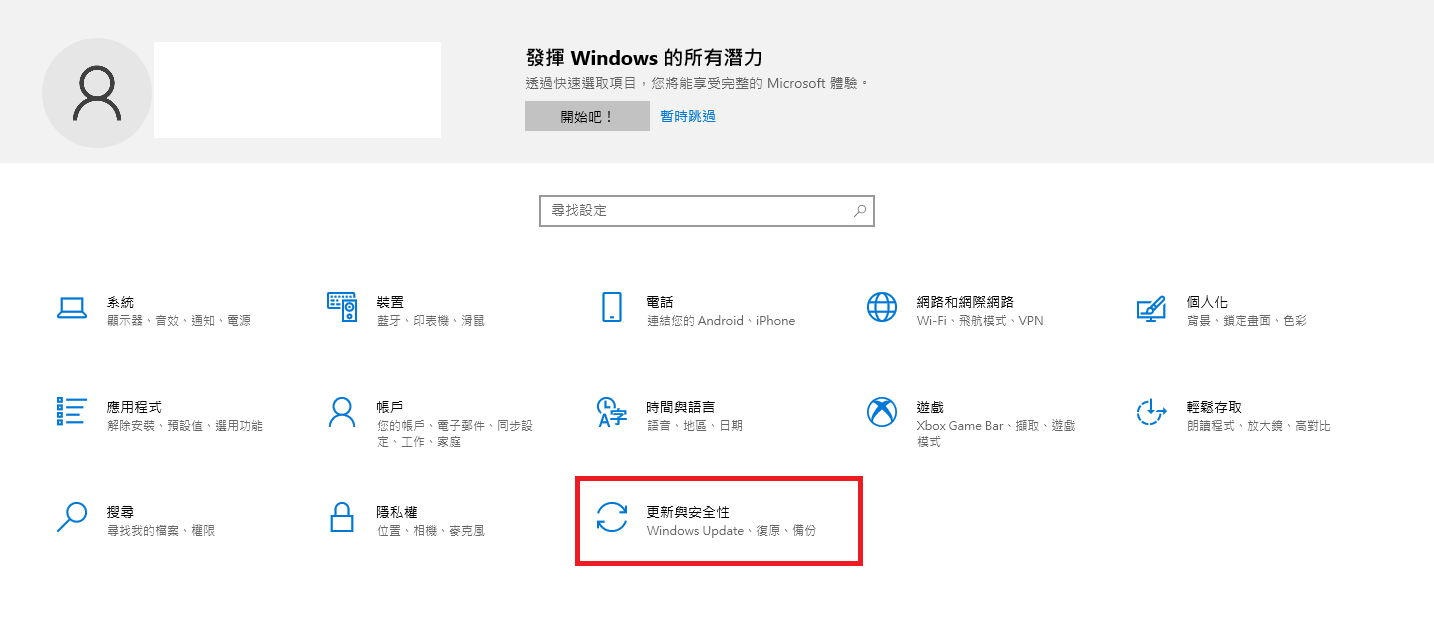 發揮 Windows 的所有潛力
透過快速選取項目，您將能享受完整的 Microsoft 體驗。
開始吧！ 暫時跳過
尋找設定
系統
顯示器、音效、通知、電源
裝置
藍牙、印表機、滑鼠
電話
連結您的 Android、iPhone
網路和網際網路
Wi-Fi、飛航模式、VPN
個人化
背景、鎖定畫面、色彩
應用程式
解除安裝、預設值、選用功能
帳戶
您的帳戶、電子郵件、同步設
定、工作、家庭
時間與語言
語音、地區、日期
遊戲
Xbox Game Bar、擷取、遊戲
模式
輕鬆存取
朗讀程式、放大鏡、高對比
搜尋
尋找我的檔案、權限
隱私權
位置、相機、麥克風
更新與安全性
Windows Update、復原、備份